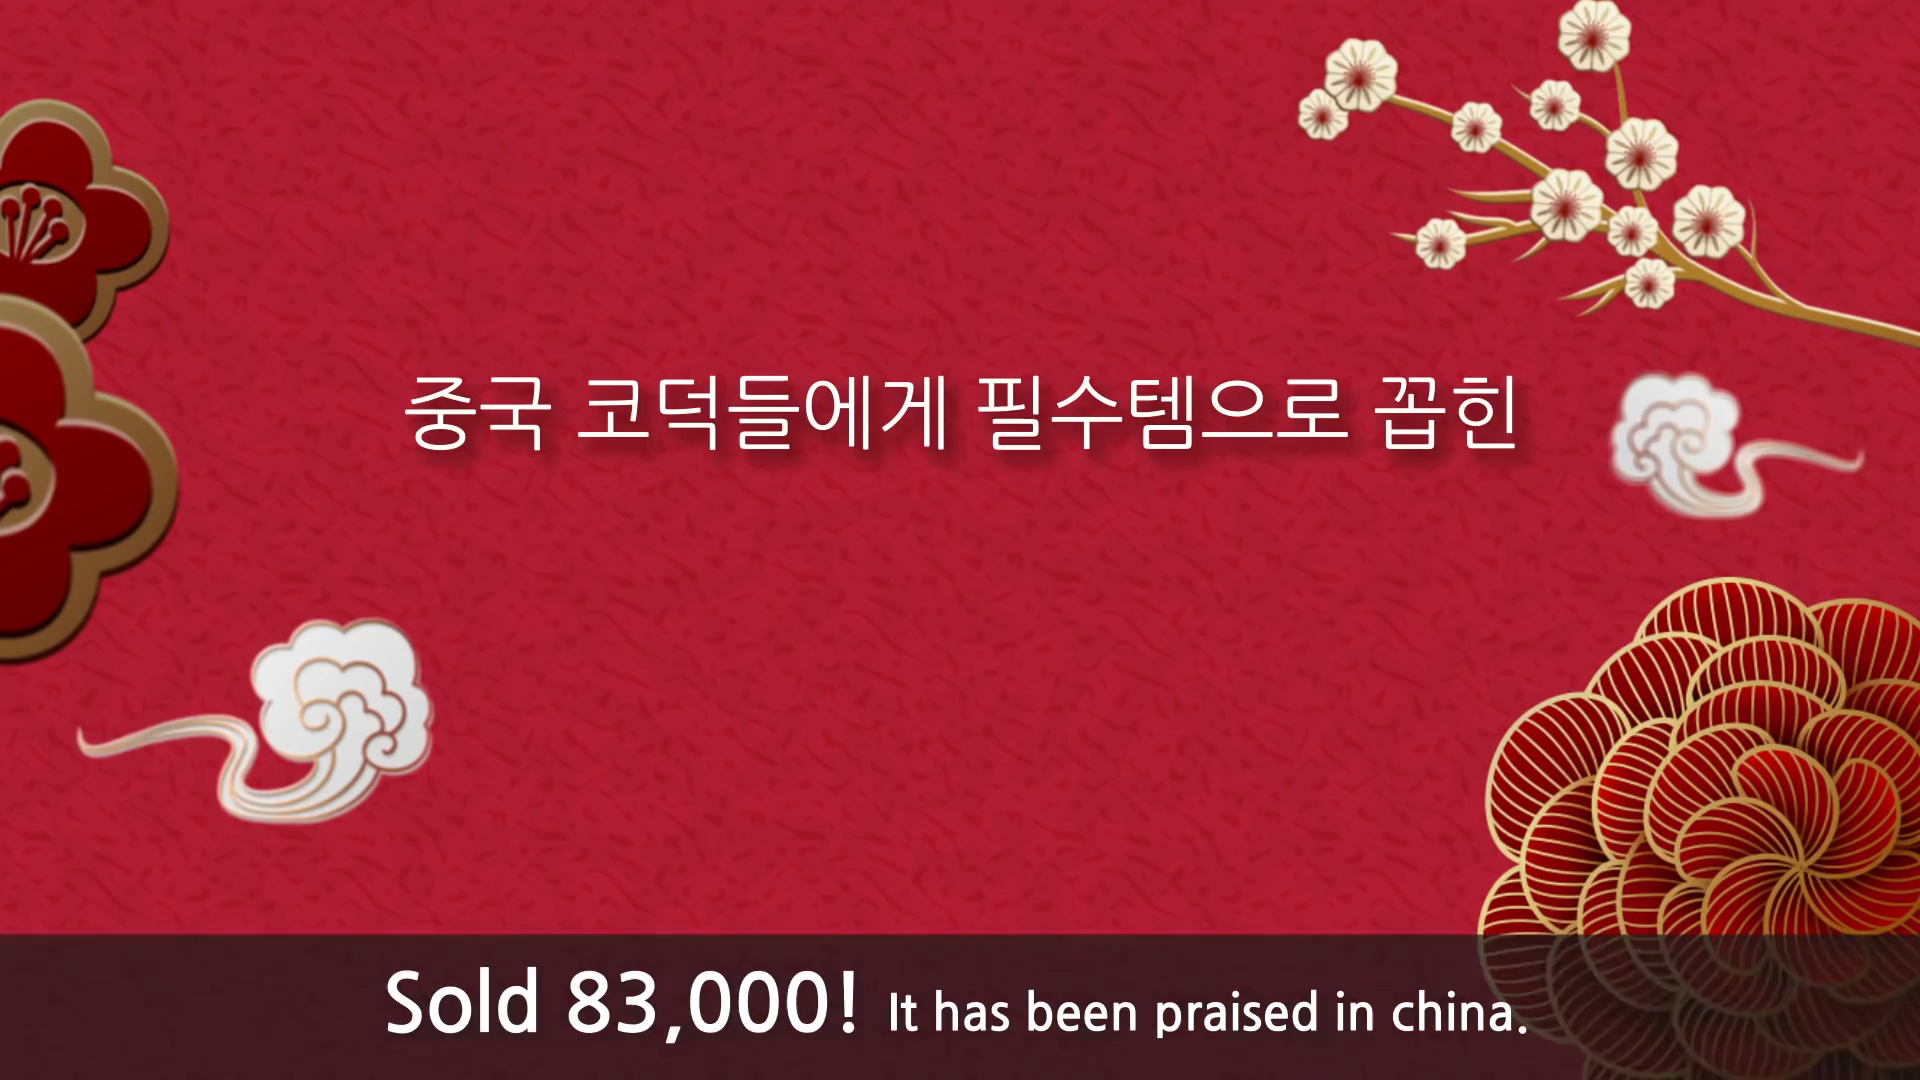 중국 코덕들에게 필수템으로 꼽힌
Sold 83,000! It has been praised in china.